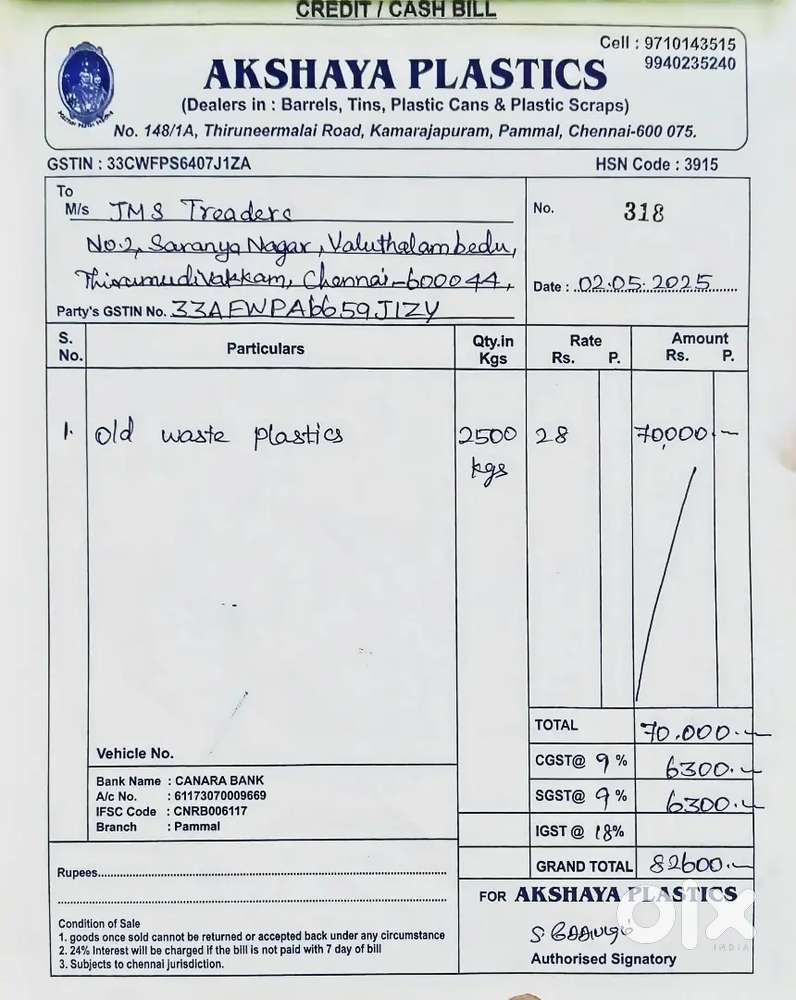 CREDIT / CASH BILL
Cell : 9710143515
9940235240
AKSHAYA PLASTICS
(Dealers in : Barrels, Tins, Plastic Cans & Plastic Scraps)
No. 148/1A, Thiruneermalai Road, Kamarajapuram, Pammal, Chennai-600 075.
GSTIN : 33CWFPS6407J1ZA HSN Code : 3915
To
M/s JMS Treaders
No.2, Saranya Nagar, Valuthalambedu,
Thirumudivakkam, Chennai-600044,
Party's GSTIN No. 33AFWPA6659J1ZY
No. 318
Date : 02.05.2025
S. No. Particulars Qty.in Kgs Rate Rs. P. Amount Rs. P.
1. Old waste plastics 2500 kgs 28 70,000 -
TOTAL 70,000.-
CGST@ 9 % 6300.-
SGST@ 9 % 6300.-
IGST@ 18%
GRAND TOTAL 82600.-
Vehicle No.
Bank Name : CANARA BANK
A/c No. : 61173070009669
IFSC Code : CNRB006117
Branch : Pammal
Rupees
Condition of Sale
1. goods once sold cannot be returned or accepted back under any circumstance
2. 24% Interest will be charged if the bill is not paid with 7 day of bill
3. Subjects to chennai jurisdiction.
FOR AKSHAYA PLASTICS
Authorised Signatory
olx
INDIA